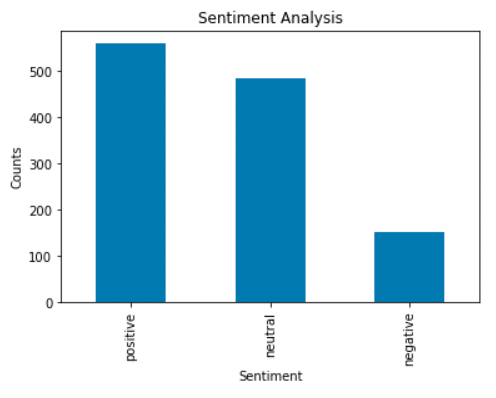 Sentiment Analysis
500
400
300
200
100
0
Counts
positive
neutral
negative
Sentiment